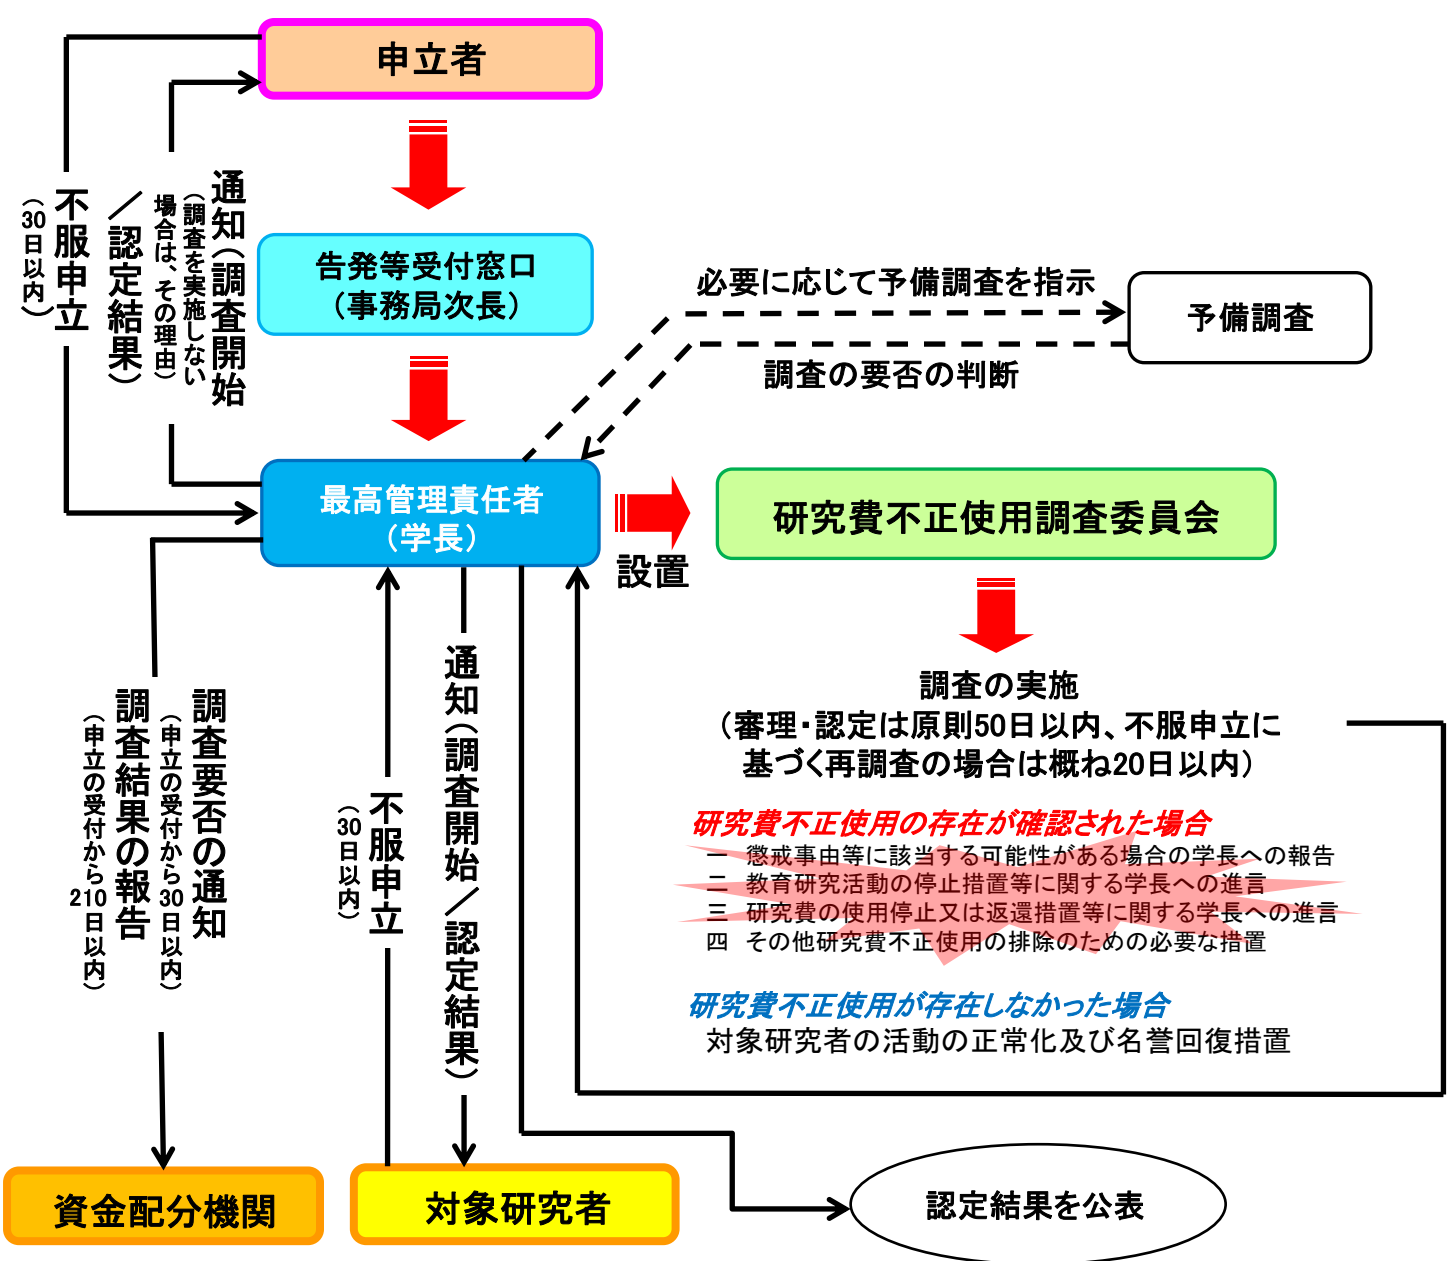 申立者
告発等受付窓口
（事務局次長）
必要に応じて予備調査を指示
予備調査
調査の要否の判断
不服申立
（30日以内）
通知（調査開始
（調査を実施しない
場合は、その理由）
／認定結果）
最高管理責任者
（学長）
設置
研究費不正使用調査委員会
調査の実施
（審理・認定は原則50日以内、不服申立に
基づく再調査の場合は概ね20日以内）
研究費不正使用の存在が確認された場合
一　懲戒事由等に該当する可能性がある場合の学長への報告
二　教育研究活動の停止措置等に関する学長への進言
三　研究費の使用停止又は返還措置等に関する学長への進言
四　その他研究費不正使用の排除のための必要な措置
研究費不正使用が存在しなかった場合
対象研究者の活動の正常化及び名誉回復措置
調査要否の通知
（申立の受付から30日以内）
調査結果の報告
（申立の受付から210日以内）
不服申立
（30日以内）
通知（調査開始／認定結果）
資金配分機関
対象研究者
認定結果を公表